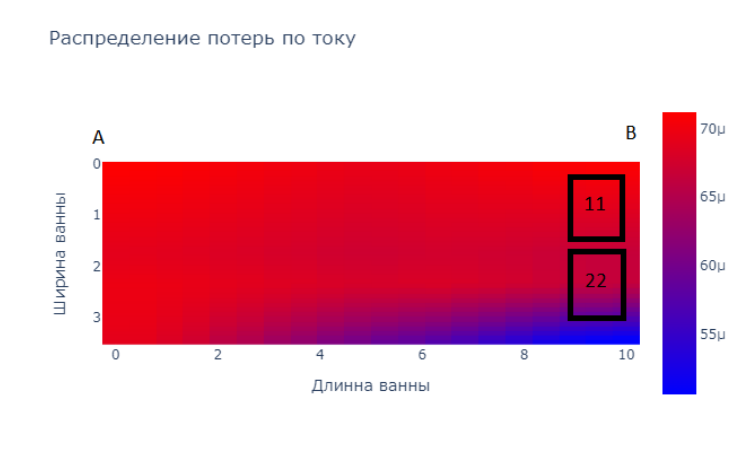 Распределение потерь по току
A
B
0
1
2
3
Ширина ванны
11
22
0
2
4
6
8
10
Длинна ванны
70μ
65μ
60μ
55μ